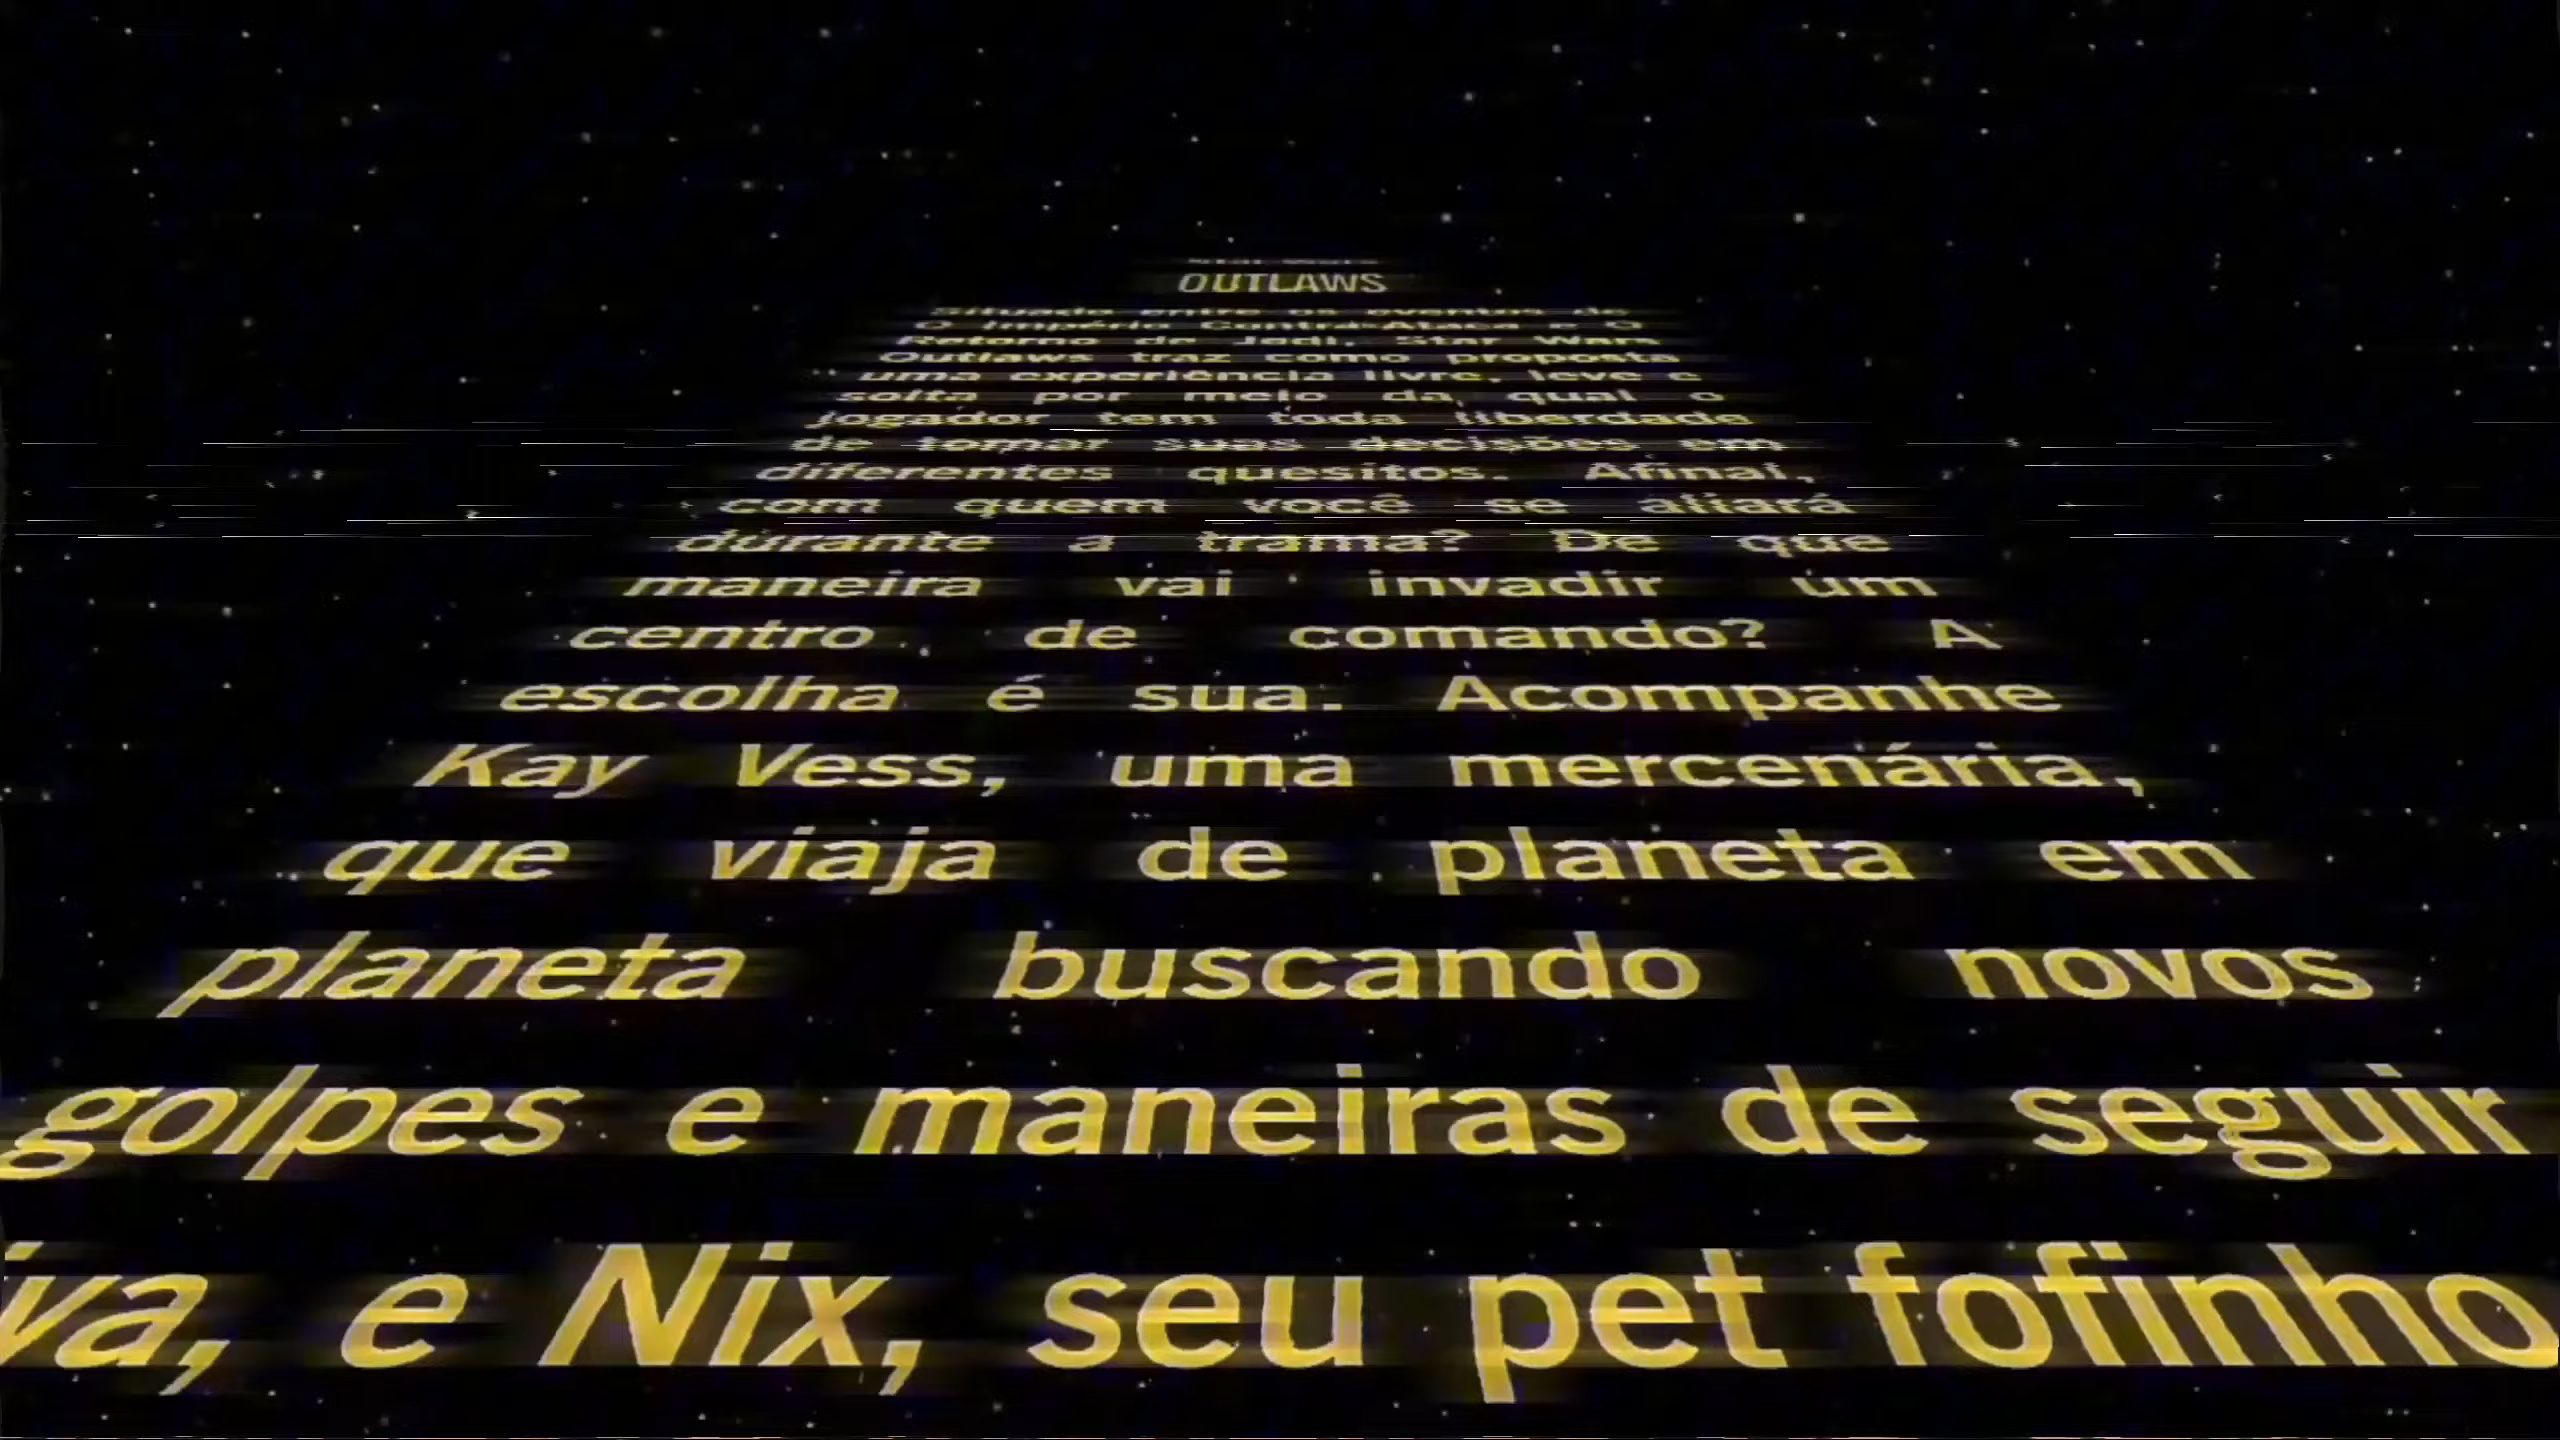 Star Wars
OUTLAWS
Situado entre os eventos de
O Império Contra-Ataca e O
Retorno de Jedi, Star Wars
Outlaws traz como proposta
uma experiência livre, leve e
solta por meio da qual o
jogador tem toda liberdade
de tomar suas decisões em
diferentes quesitos. Afinal,
com quem você se aliará
durante a trama? De que
maneira vai invadir um
centro de comando? A
escolha é sua. Acompanhe
Kay Vess, uma mercenária,
que viaja de planeta em
planeta buscando novos
golpes e maneiras de seguir
iva, e Nix, seu pet fofinho